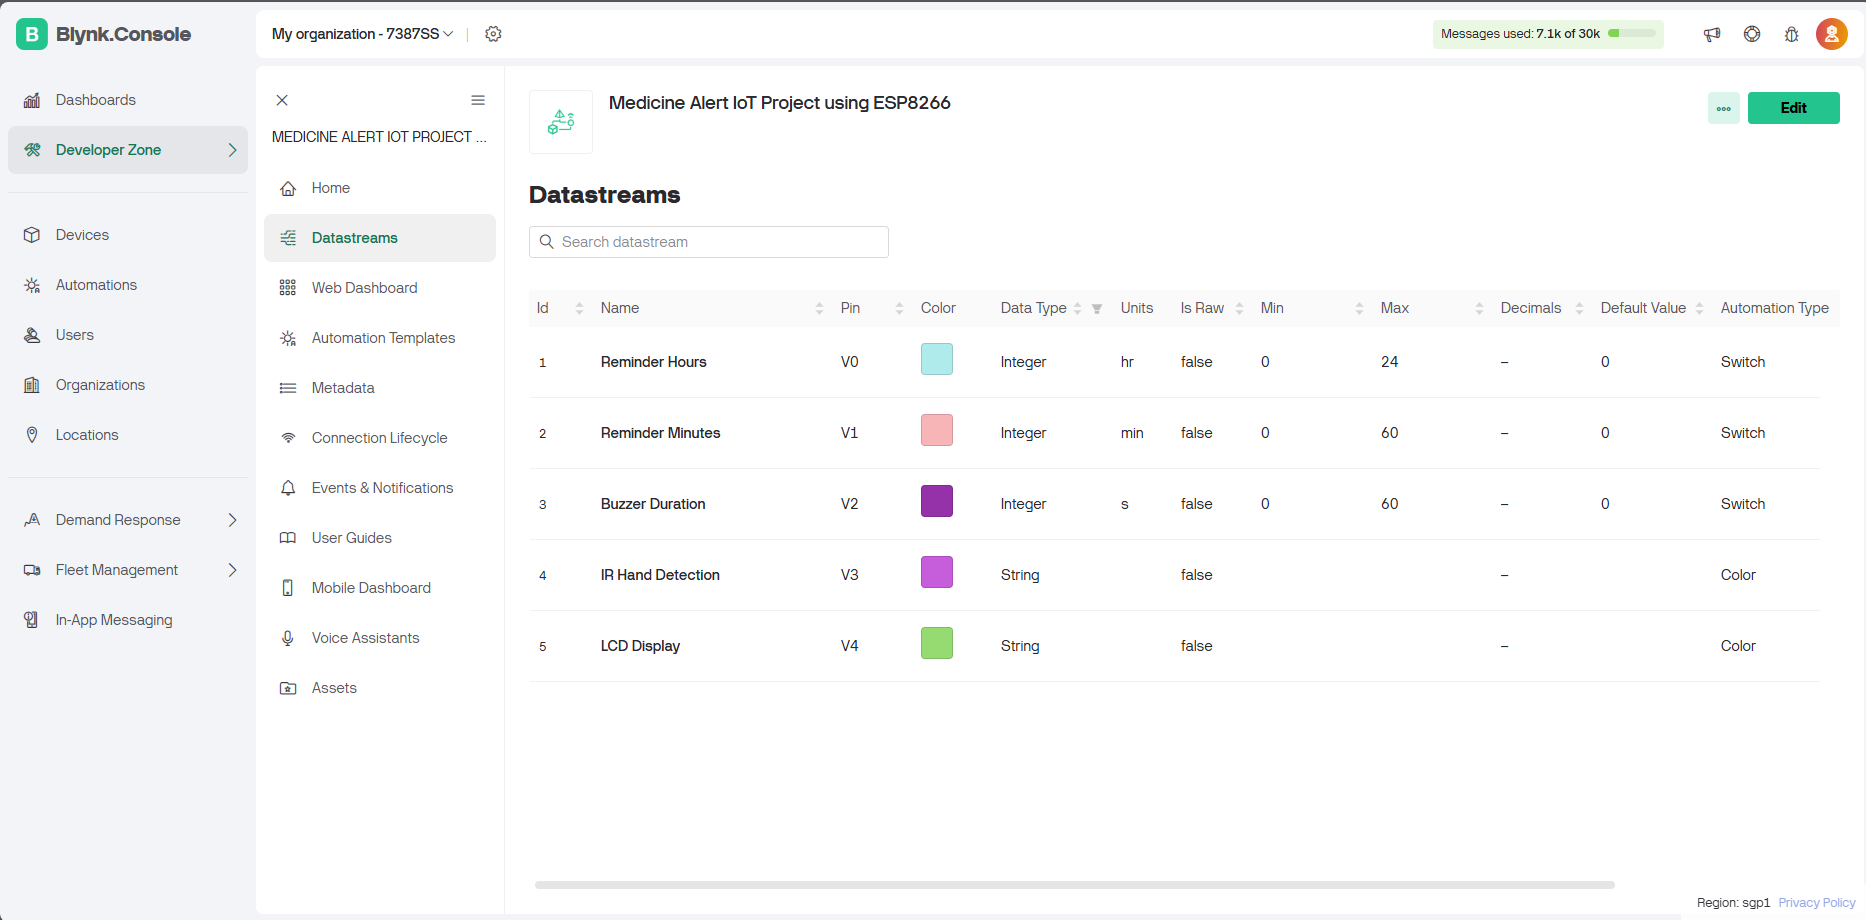 B Blynk.Console
My organization - 7387SS
Messages used: 7.1k of 30k
Dashboards
Developer Zone
Devices
Automations
Users
Organizations
Locations
Demand Response
Fleet Management
In-App Messaging
MEDICINE ALERT IOT PROJECT ...
Home
Datastreams
Web Dashboard
Automation Templates
Metadata
Connection Lifecycle
Events & Notifications
User Guides
Mobile Dashboard
Voice Assistants
Assets
Medicine Alert IoT Project using ESP8266
Edit
Datastreams
Search datastream
Id Name Pin Color Data Type Units Is Raw Min Max Decimals Default Value Automation Type
1 Reminder Hours V0 Integer hr false 0 24 – 0 Switch
2 Reminder Minutes V1 Integer min false 0 60 – 0 Switch
3 Buzzer Duration V2 Integer s false 0 60 – 0 Switch
4 IR Hand Detection V3 String false – Color
5 LCD Display V4 String false – Color
Region: sgp1 Privacy Policy